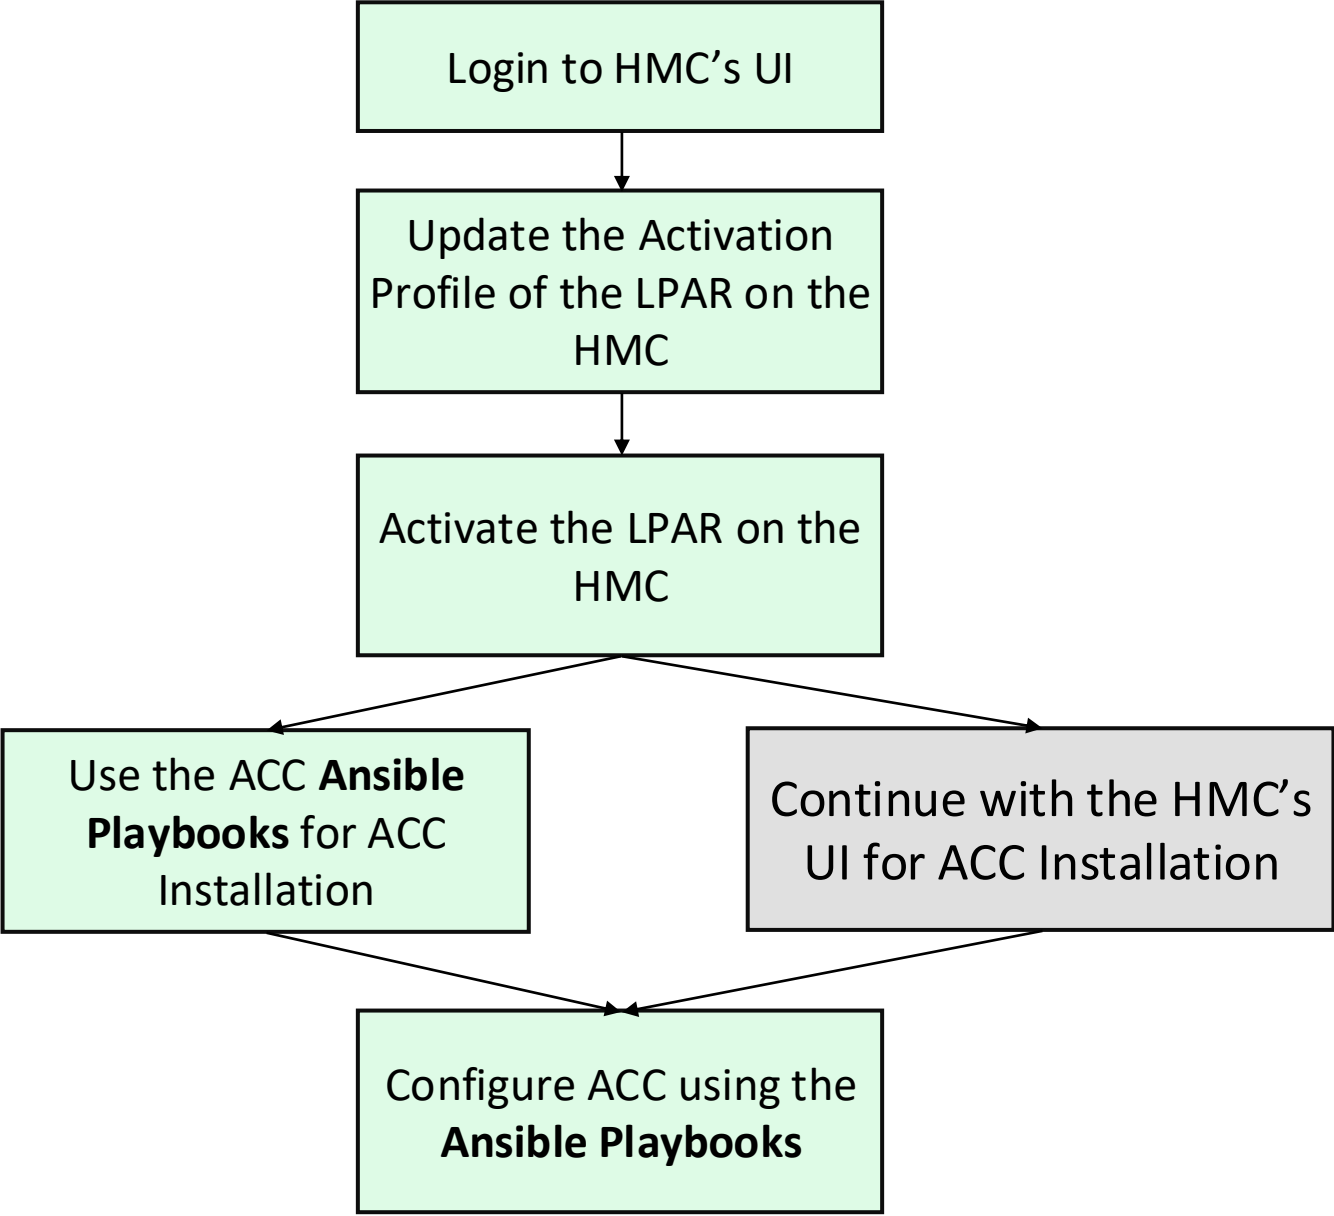 Login to HMC’s UI
Update the Activation
Profile of the LPAR on the
HMC
Activate the LPAR on the
HMC
Use the ACC Ansible
Playbooks for ACC
Installation
Continue with the HMC’s
UI for ACC Installation
Configure ACC using the
Ansible Playbooks